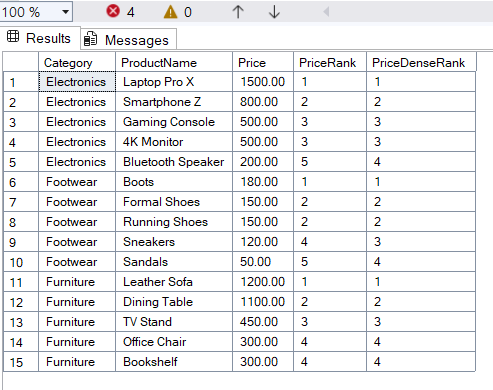 100 % 4 0
Results Messages
Category ProductName Price PriceRank PriceDenseRank
1 Electronics Laptop Pro X 1500.00 1 1
2 Electronics Smartphone Z 800.00 2 2
3 Electronics Gaming Console 500.00 3 3
4 Electronics 4K Monitor 500.00 3 3
5 Electronics Bluetooth Speaker 200.00 5 4
6 Footwear Boots 180.00 1 1
7 Footwear Formal Shoes 150.00 2 2
8 Footwear Running Shoes 150.00 2 2
9 Footwear Sneakers 120.00 4 3
10 Footwear Sandals 50.00 5 4
11 Furniture Leather Sofa 1200.00 1 1
12 Furniture Dining Table 1100.00 2 2
13 Furniture TV Stand 450.00 3 3
14 Furniture Office Chair 300.00 4 4
15 Furniture Bookshelf 300.00 4 4